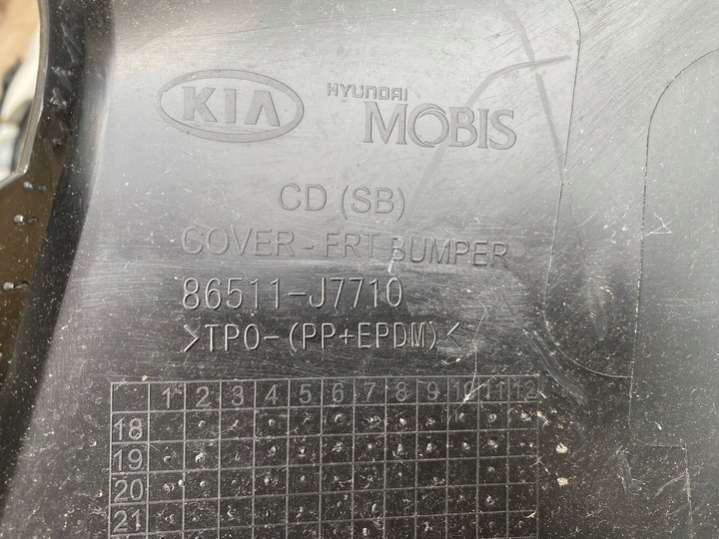 KIA HYUNDAI MOBIS
CD (SB)
COVER-FRT BUMPER
86511-J7710
>TPO-(PP+EPDM)<
1 2 3 4 5 6 7 8 9 10 11 12
18
19
20
21